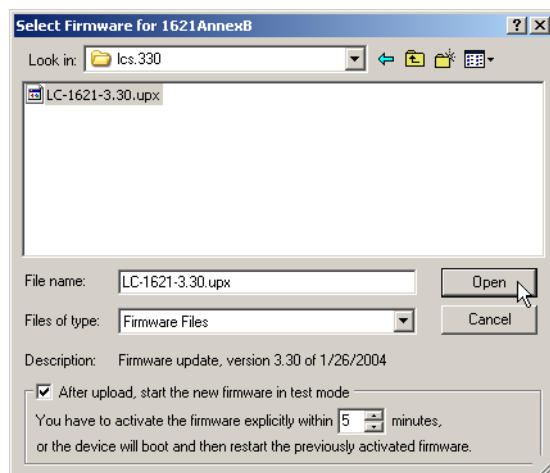 Select Firmware for 1621AnnexB
Look in: lcs.330
LC-1621-3.30.upx
File name: LC-1621-3.30.upx Open
Files of type: Firmware Files Cancel
Description: Firmware update, version 3.30 of 1/26/2004
After upload, start the new firmware in test mode
You have to activate the firmware explicitly within 5 minutes,
or the device will boot and then restart the previously activated firmware.